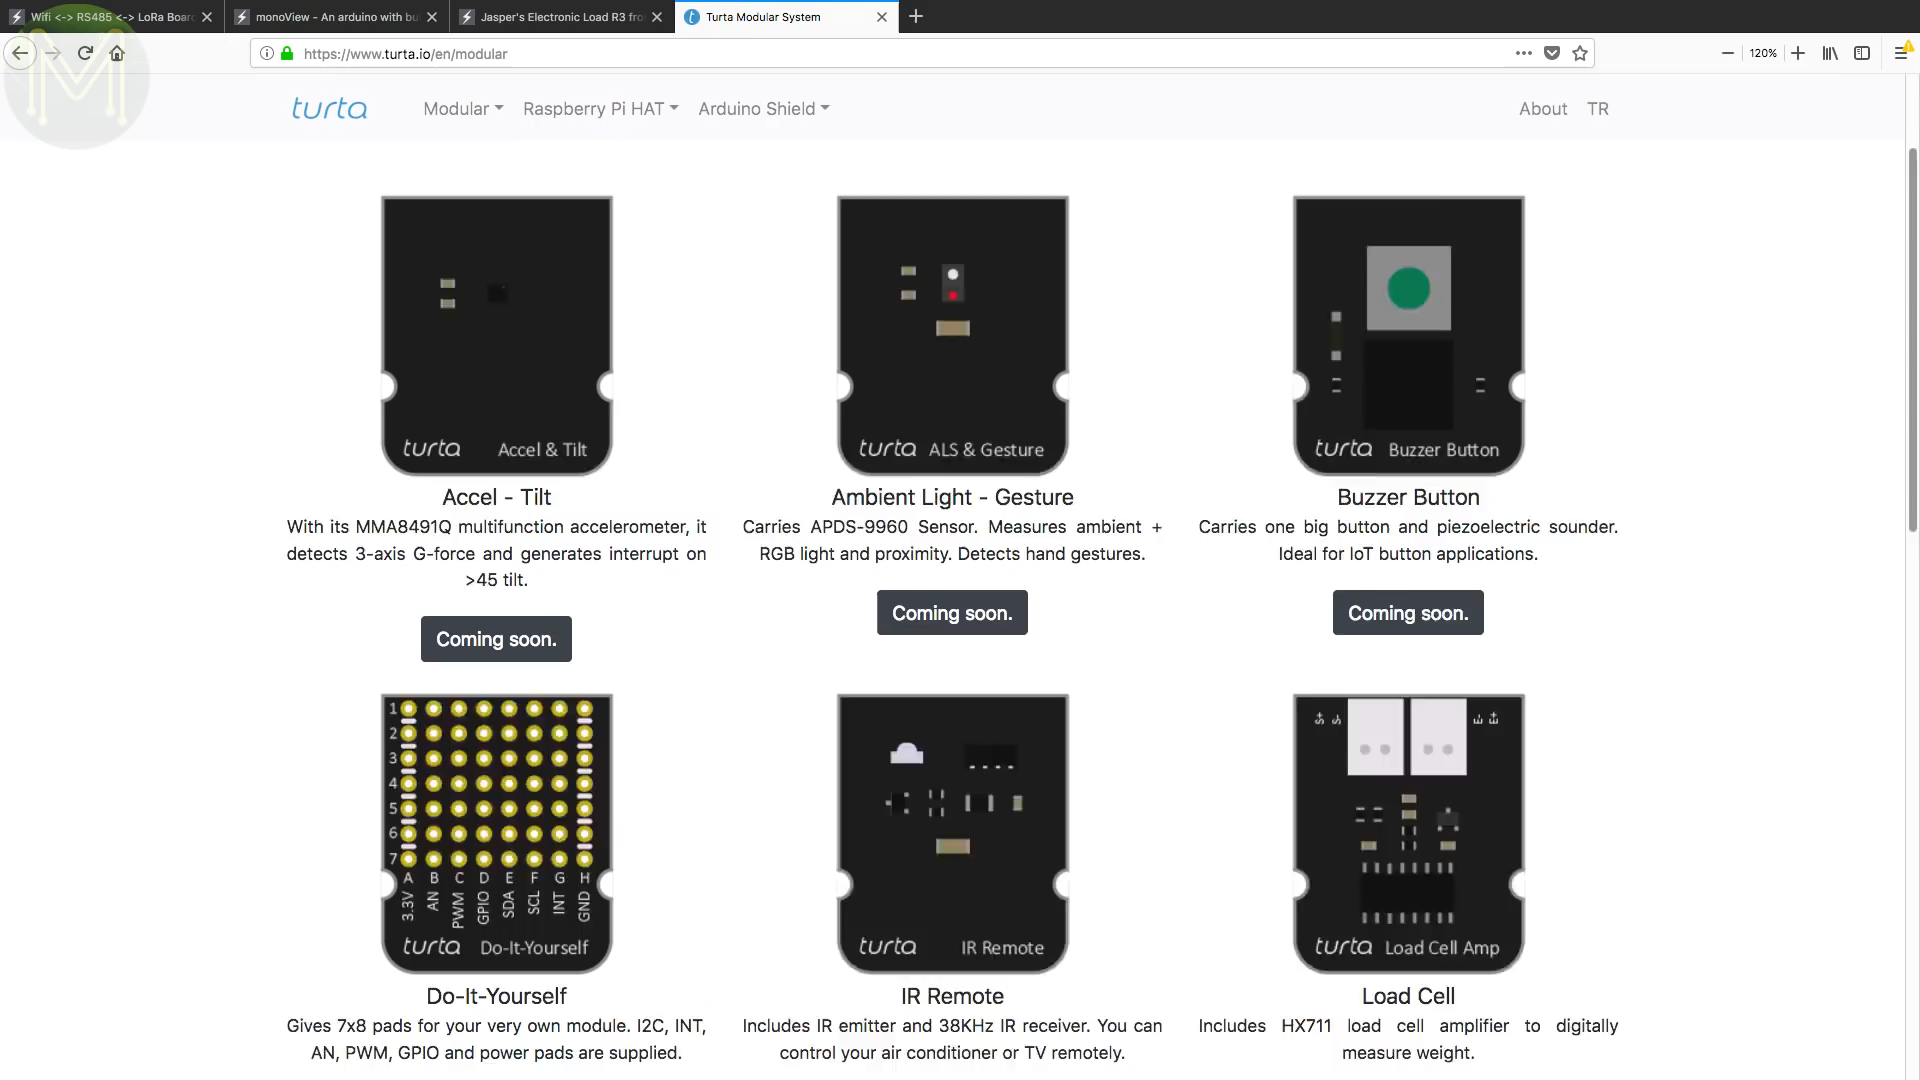 Wifi <-> RS485 <-> LoRa Boar
monoView - An arduino with bu
Jasper's Electronic Load R3 fro
Turta Modular System
https://www.turta.io/en/modular
120%
turta
Modular
Raspberry Pi HAT
Arduino Shield
About
TR
turta Accel & Tilt
turta ALS & Gesture
turta Buzzer Button
Accel - Tilt
With its MMA8491Q multifunction accelerometer, it
detects 3-axis G-force and generates interrupt on
>45 tilt.
Coming soon.
Ambient Light - Gesture
Carries APDS-9960 Sensor. Measures ambient +
RGB light and proximity. Detects hand gestures.
Coming soon.
Buzzer Button
Carries one big button and piezoelectric sounder.
Ideal for IoT button applications.
Coming soon.
1
2
3
4
5
6
7
A B C D E F G H
3.3V AN PWM GPIO SDA SCL INT GND
turta Do-It-Yourself
turta IR Remote
S+ S- E- E+
turta Load Cell Amp
Do-It-Yourself
Gives 7x8 pads for your very own module. I2C, INT,
AN, PWM, GPIO and power pads are supplied.
IR Remote
Includes IR emitter and 38KHz IR receiver. You can
control your air conditioner or TV remotely.
Load Cell
Includes HX711 load cell amplifier to digitally
measure weight.